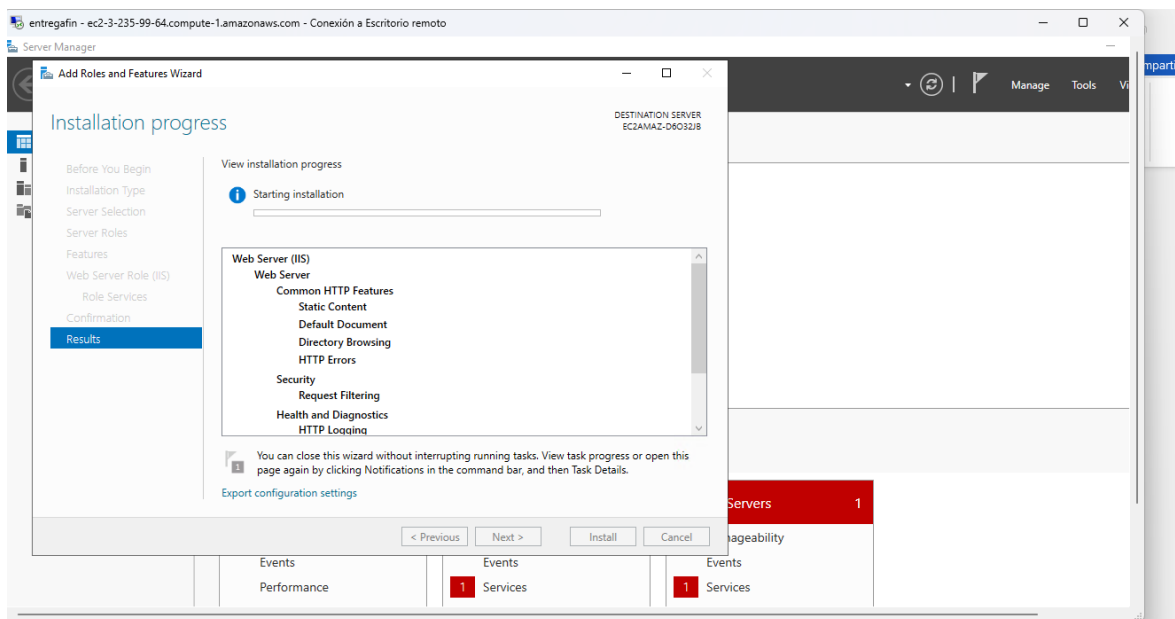 entregafin - ec2-3-235-99-64.compute-1.amazonaws.com - Conexión a Escritorio remoto
Server Manager
Manage Tools
Add Roles and Features Wizard
Installation progress
DESTINATION SERVER
EC2AMAZ-D6O32JB
Before You Begin
Installation Type
Server Selection
Server Roles
Features
Web Server Role (IIS)
Role Services
Confirmation
Results
View installation progress
Starting installation
Web Server (IIS)
Web Server
Common HTTP Features
Static Content
Default Document
Directory Browsing
HTTP Errors
Security
Request Filtering
Health and Diagnostics
HTTP Logging
1
You can close this wizard without interrupting running tasks. View task progress or open this
page again by clicking Notifications in the command bar, and then Task Details.
Export configuration settings
< Previous Next > Install Cancel
Servers 1
nageability
Events Events Events
Performance 1 Services 1 Services